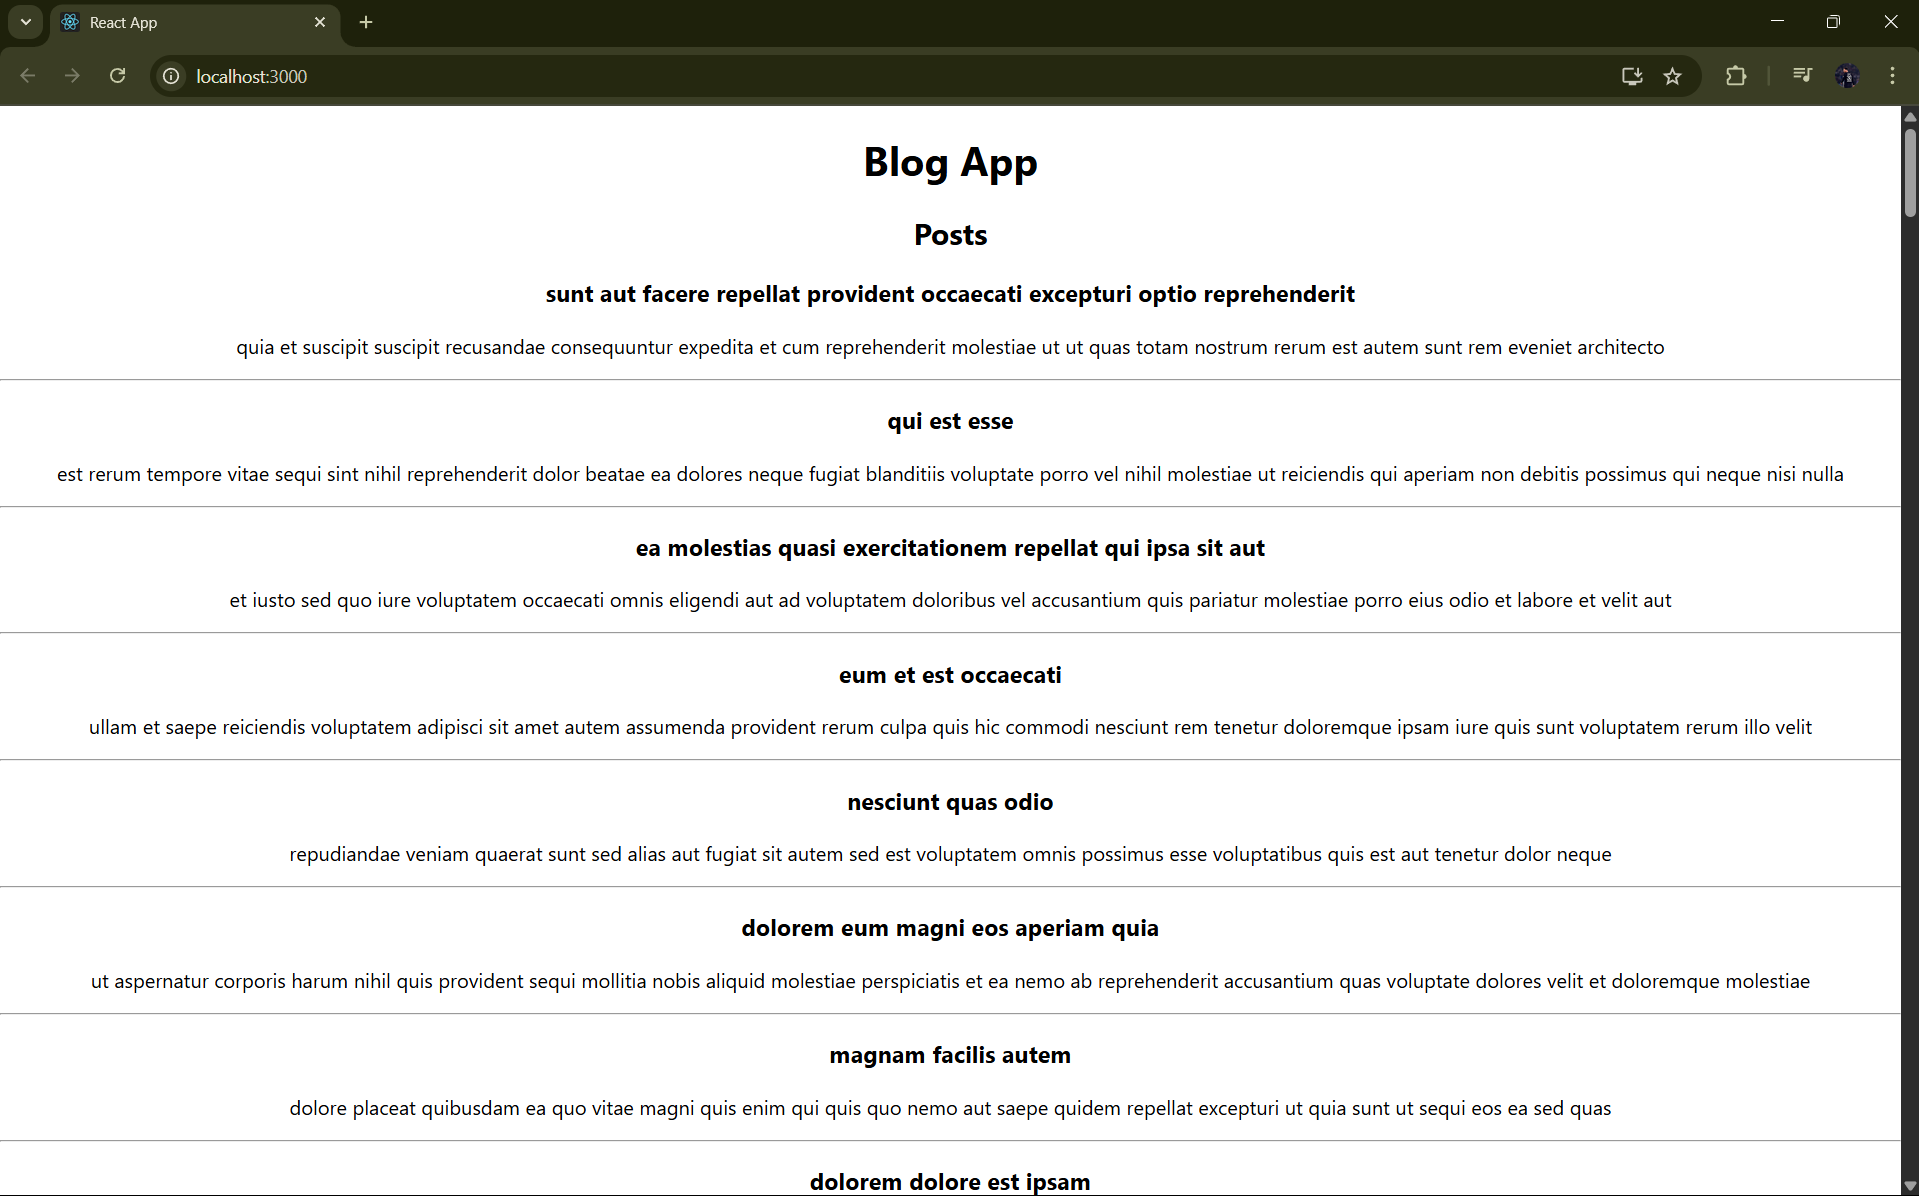 React App
localhost:3000
Blog App
Posts
sunt aut facere repellat provident occaecati excepturi optio reprehenderit
quia et suscipit suscipit recusandae consequuntur expedita et cum reprehenderit molestiae ut ut quas totam nostrum rerum est autem sunt rem eveniet architecto
qui est esse
est rerum tempore vitae sequi sint nihil reprehenderit dolor beatae ea dolores neque fugiat blanditiis voluptate porro vel nihil molestiae ut reiciendis qui aperiam non debitis possimus qui neque nisi nulla
ea molestias quasi exercitationem repellat qui ipsa sit aut
et iusto sed quo iure voluptatem occaecati omnis eligendi aut ad voluptatem doloribus vel accusantium quis pariatur molestiae porro eius odio et labore et velit aut
eum et est occaecati
ullam et saepe reiciendis voluptatem adipisci sit amet autem assumenda provident rerum culpa quis hic commodi nesciunt rem tenetur doloremque ipsam iure quis sunt voluptatem rerum illo velit
nesciunt quas odio
repudiandae veniam quaerat sunt sed alias aut fugiat sit autem sed est voluptatem omnis possimus esse voluptatibus quis est aut tenetur dolor neque
dolorem eum magni eos aperiam quia
ut aspernatur corporis harum nihil quis provident sequi mollitia nobis aliquid molestiae perspiciatis et ea nemo ab reprehenderit accusantium quas voluptate dolores velit et doloremque molestiae
magnam facilis autem
dolore placeat quibusdam ea quo vitae magni quis enim qui quis quo nemo aut saepe quidem repellat excepturi ut quia sunt ut sequi eos ea sed quas
dolorem dolore est ipsam